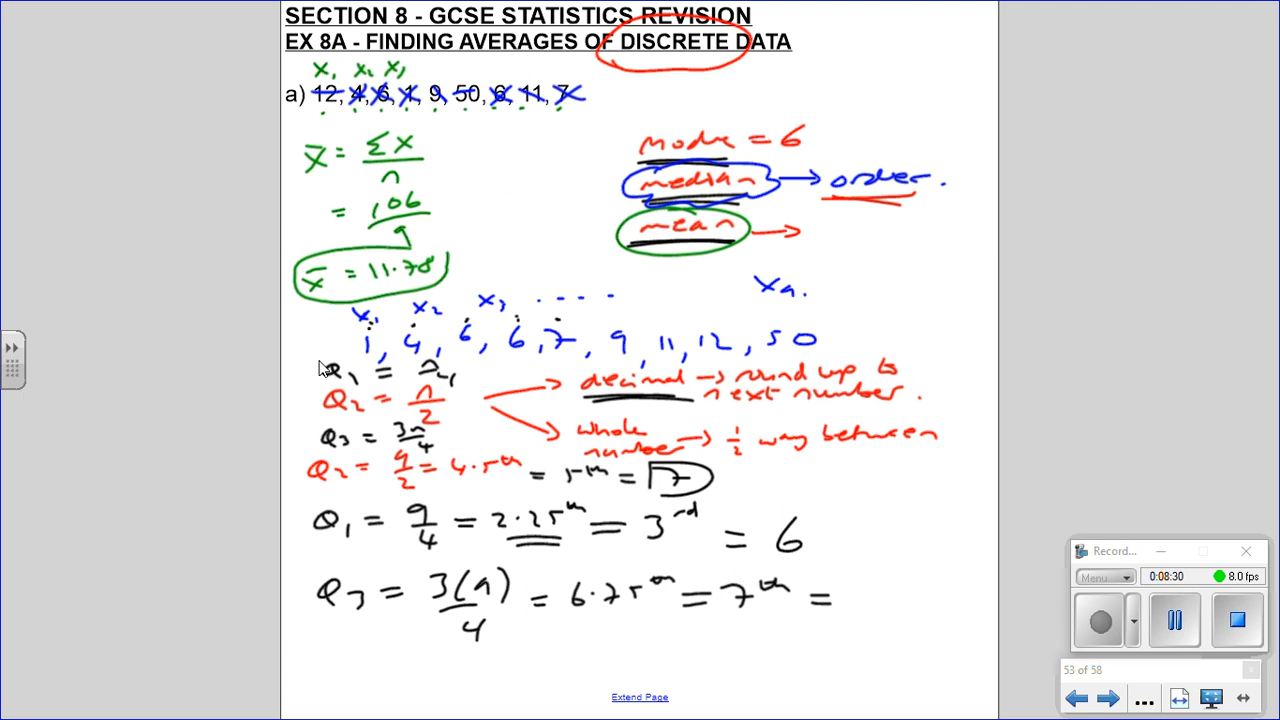 SECTION 8 - GCSE STATISTICS REVISION
EX 8A - FINDING AVERAGES OF DISCRETE DATA
x₁ x₂ x₃
a) 12, 4, 6, 1, 9, 50, 6, 11, 7
x̄ = Σx / n
= 106 / 9
x̄ = 11.78
mode = 6
median → order.
mean →
x₁ x₂ x₃ . - - - x₉.
1, 4, 6, 6, 7, 9, 11, 12, 50
Q₁ = n/4
Q₂ = n/2
decimal → round up to next number.
Q₃ = 3n/4
whole number → ½ way between
Q₂ = 9/2 = 4.5th = 5th = 7
Q₁ = 9/4 = 2.25th = 3rd = 6
Q₃ = 3(9)/4 = 6.75th = 7th =
Extend Page
Record...
Menu
0:08:30
8.0 fps
53 of 58
...